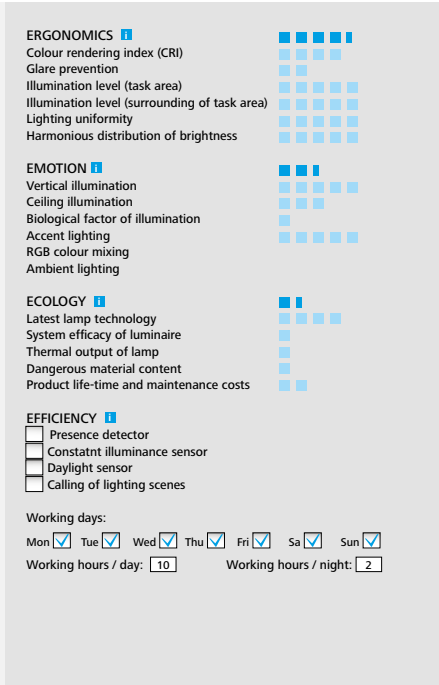 ERGONOMICS i
Colour rendering index (CRI)
Glare prevention
Illumination level (task area)
Illumination level (surrounding of task area)
Lighting uniformity
Harmonious distribution of brightness
EMOTION i
Vertical illumination
Ceiling illumination
Biological factor of illumination
Accent lighting
RGB colour mixing
Ambient lighting
ECOLOGY i
Latest lamp technology
System efficacy of luminaire
Thermal output of lamp
Dangerous material content
Product life-time and maintenance costs
EFFICIENCY i
Presence detector
Constatnt illuminance sensor
Daylight sensor
Calling of lighting scenes
Working days:
Mon Tue Wed Thu Fri Sa Sun
Working hours / day: 10 Working hours / night: 2